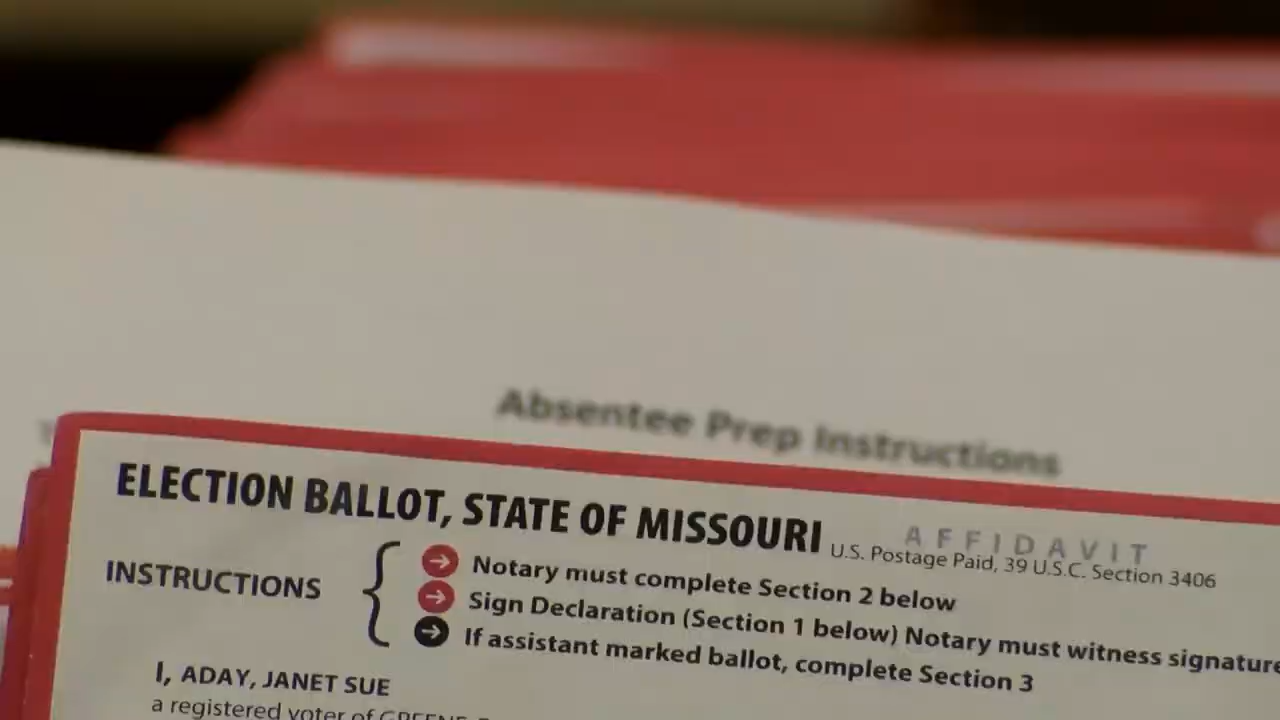 Absentee Prep Instructions
ELECTION BALLOT, STATE OF MISSOURI
AFFIDAVIT
U.S. Postage Paid, 39 U.S.C. Section 3406
INSTRUCTIONS
Notary must complete Section 2 below
Sign Declaration (Section 1 below) Notary must witness signature
If assistant marked ballot, complete Section 3
I, ADAY, JANET SUE
a registered voter of GREENE